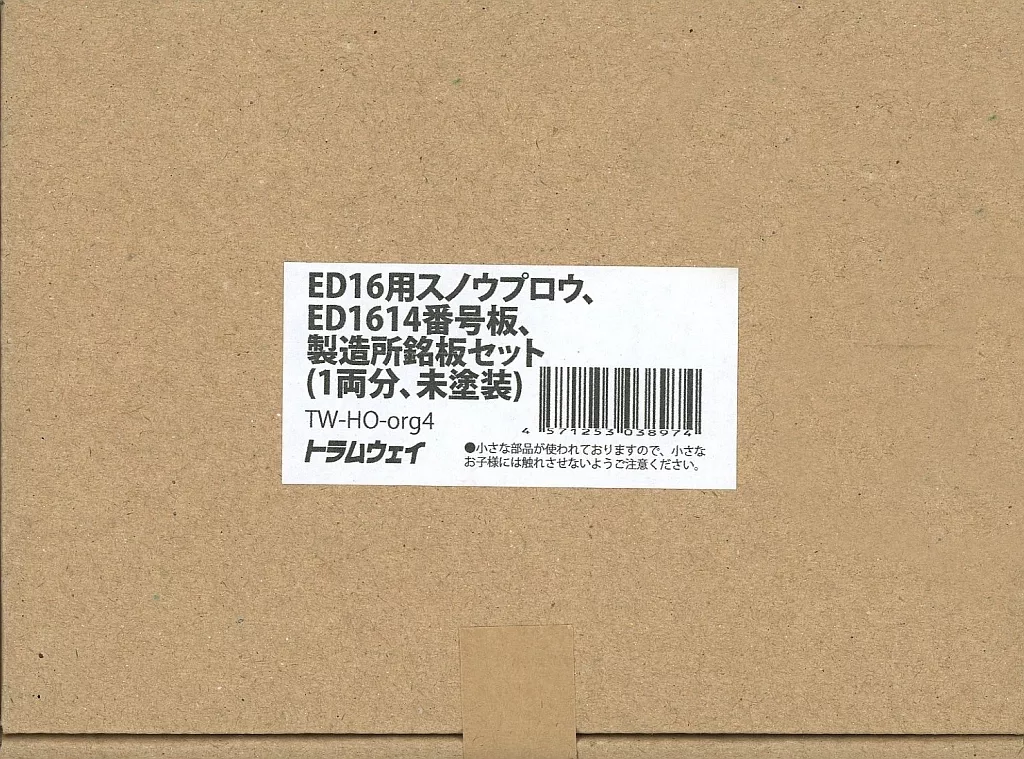 ED16用スノウプロウ、
ED1614番号板、
製造所銘板セット
(1両分、未塗装)
TW-HO-org4
4 571253 038974
トラムウェイ
●小さな部品が使われておりますので、小さな
お子様には触れさせないようご注意ください。